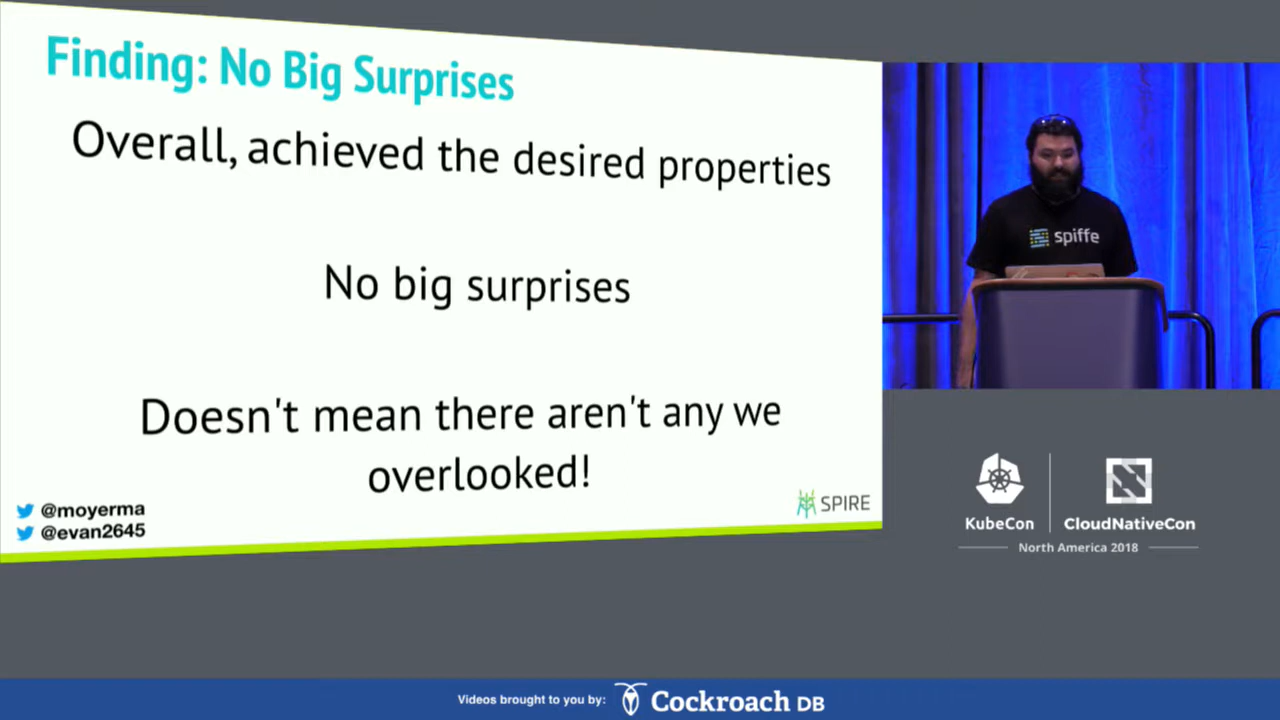 Finding: No Big Surprises
Overall, achieved the desired properties
No big surprises
Doesn't mean there aren't any we
overlooked!
@moyerma
@evan2645
SPIRE
spiffe
KubeCon
CloudNativeCon
North America 2018
Videos brought to you by: Cockroach DB